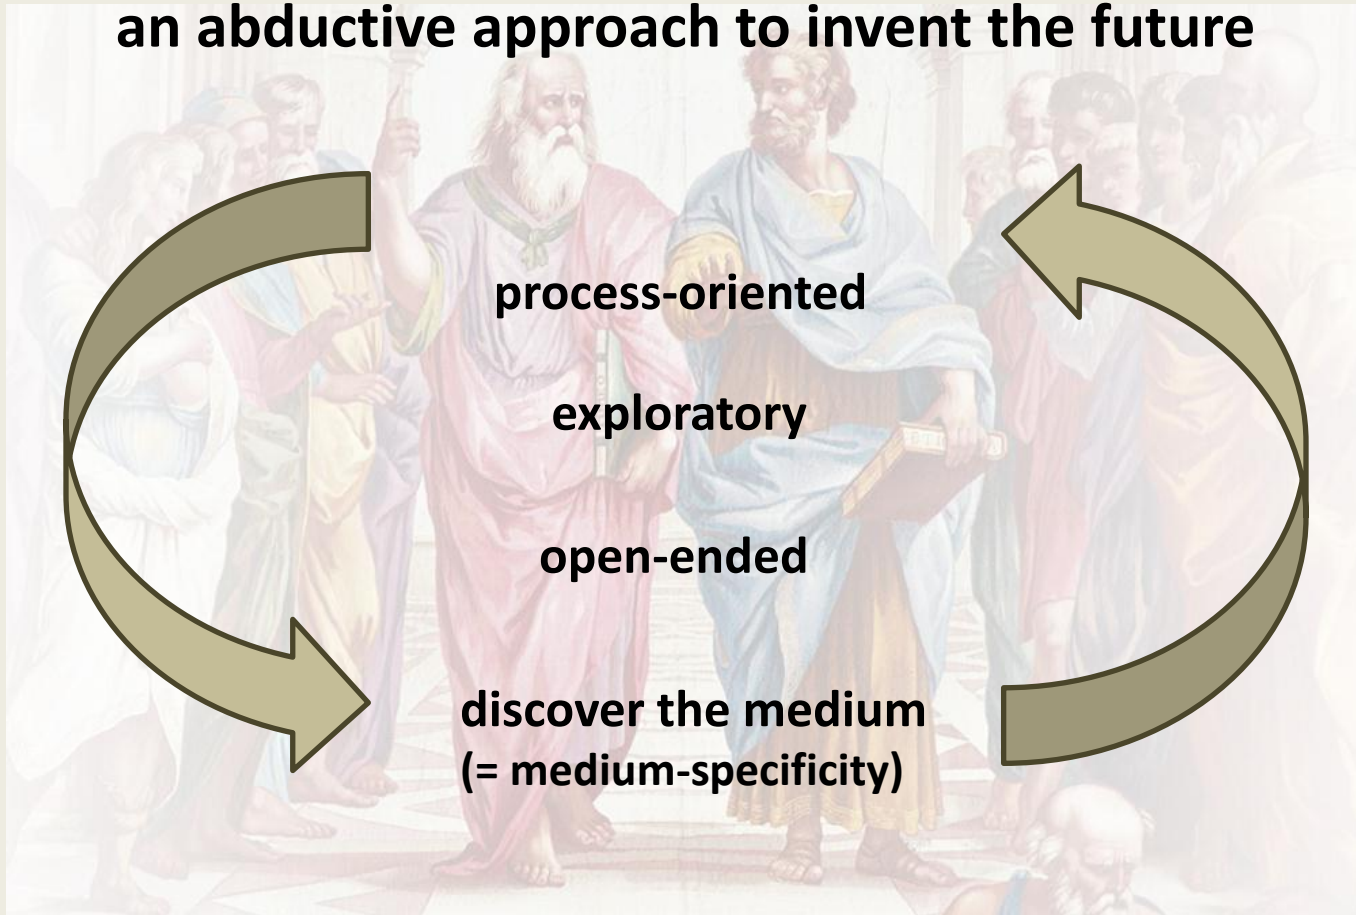 an abductive approach to invent the future
process-oriented
exploratory
open-ended
discover the medium
(= medium-specificity)